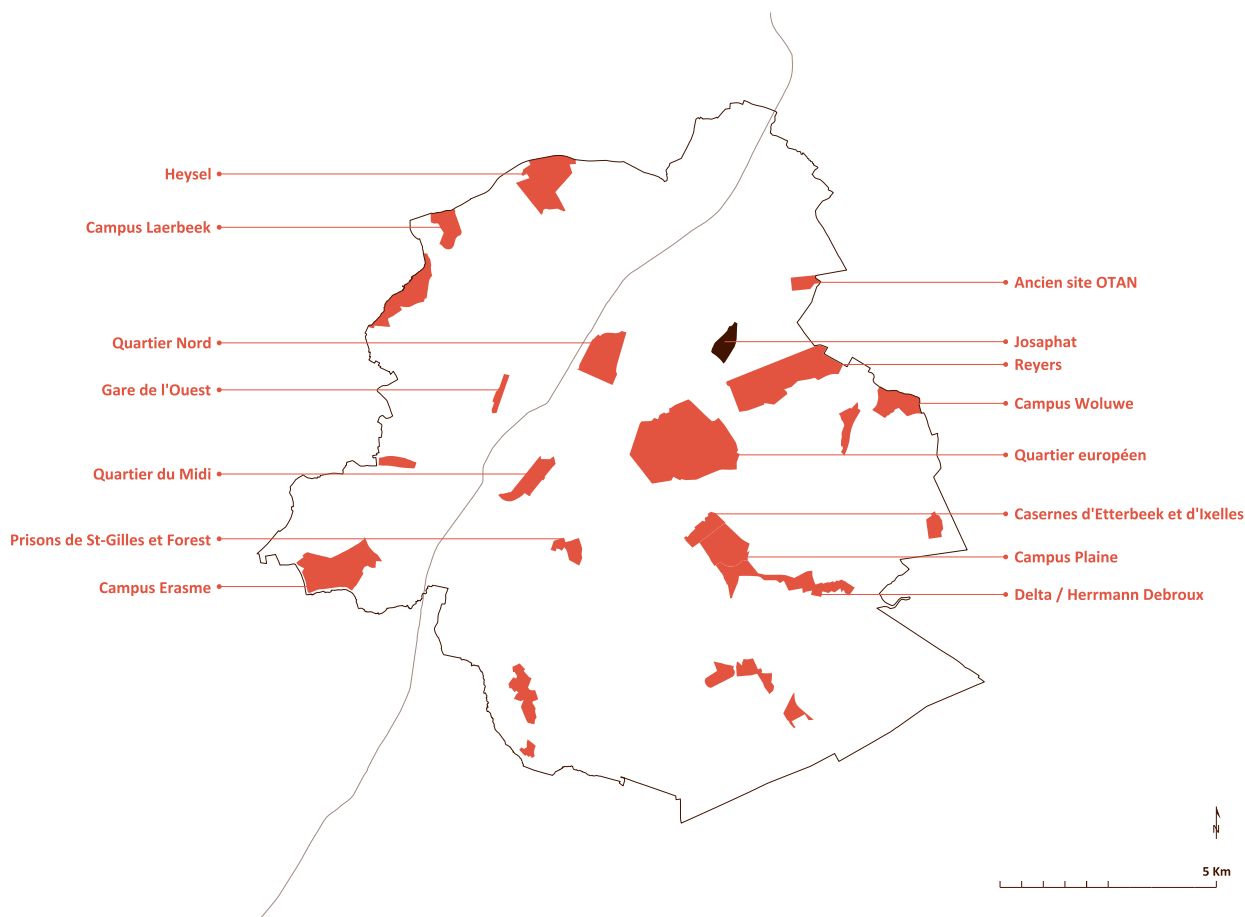 Heysel
Campus Laerbeek
Ancien site OTAN
Quartier Nord
Josaphat
Reyers
Gare de l'Ouest
Campus Woluwe
Quartier européen
Quartier du Midi
Casernes d'Etterbeek et d'Ixelles
Prisons de St-Gilles et Forest
Campus Plaine
Campus Erasme
Delta / Herrmann Debroux
N
5 Km